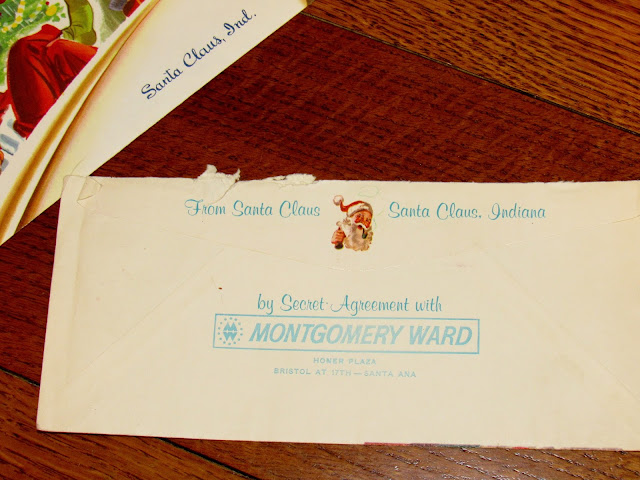 Santa Claus, Ind.
From Santa Claus Santa Claus, Indiana
by Secret Agreement with
MONTGOMERY WARD
HONER PLAZA
BRISTOL AT 17TH — SANTA ANA